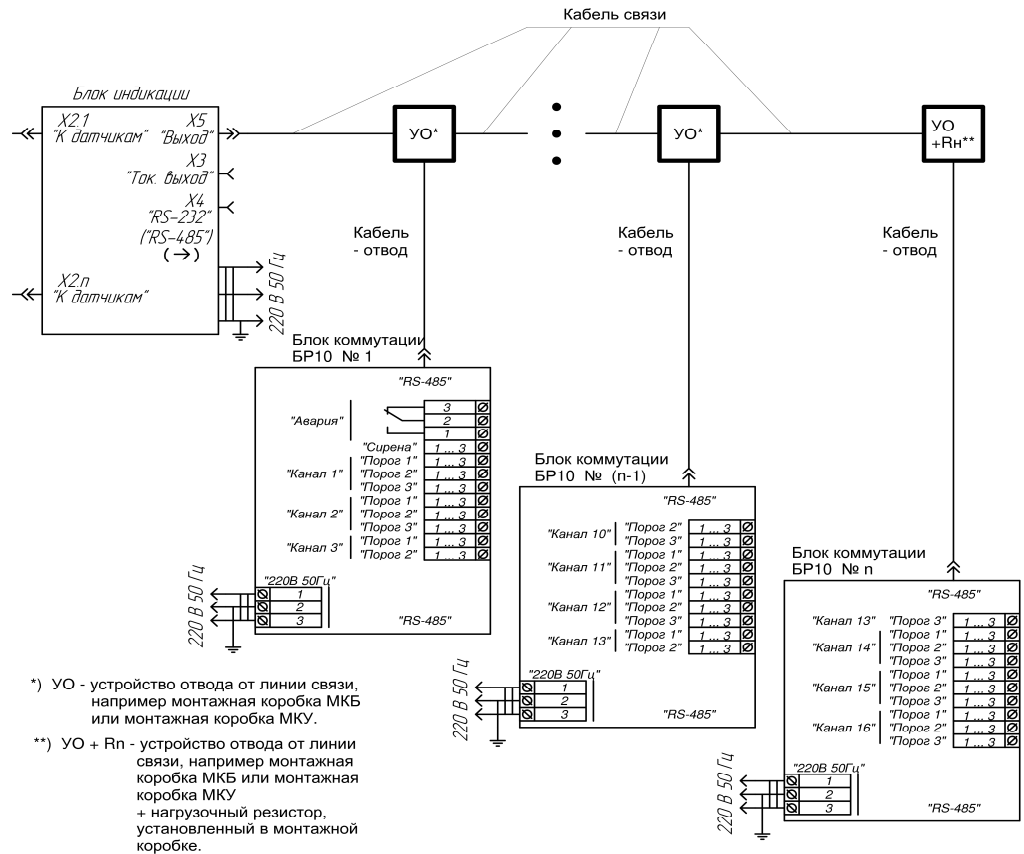 Кабель связи
Блок индикации
X2.1
"К датчикам"
X5
"Выход"
X3
"Ток. выход"
X4
"RS-232"
("RS-485")
(→)
X2.n
"К датчикам"
220 В 50 Гц
УО*
УО*
УО
+Rн**
Кабель
- отвод
Кабель
- отвод
Кабель
- отвод
Блок коммутации
БР10 № 1
"RS-485"
"Авария"
3
2
1
"Сирена" 1 ... 3
"Канал 1"
"Порог 1" 1 ... 3
"Порог 2" 1 ... 3
"Порог 3" 1 ... 3
"Канал 2"
"Порог 1" 1 ... 3
"Порог 2" 1 ... 3
"Порог 3" 1 ... 3
"Канал 3"
"Порог 1" 1 ... 3
"Порог 2" 1 ... 3
"220В 50Гц"
1
2
3
220 В 50 Гц
"RS-485"
Блок коммутации
БР10 № (n-1)
"RS-485"
"Канал 10"
"Порог 2" 1 ... 3
"Порог 3" 1 ... 3
"Канал 11"
"Порог 1" 1 ... 3
"Порог 2" 1 ... 3
"Порог 3" 1 ... 3
"Канал 12"
"Порог 1" 1 ... 3
"Порог 2" 1 ... 3
"Порог 3" 1 ... 3
"Канал 13"
"Порог 1" 1 ... 3
"Порог 2" 1 ... 3
"220В 50Гц"
1
2
3
220 В 50 Гц
"RS-485"
Блок коммутации
БР10 № n
"RS-485"
"Канал 13" "Порог 3" 1 ... 3
"Канал 14"
"Порог 1" 1 ... 3
"Порог 2" 1 ... 3
"Порог 3" 1 ... 3
"Канал 15"
"Порог 1" 1 ... 3
"Порог 2" 1 ... 3
"Порог 3" 1 ... 3
"Канал 16"
"Порог 1" 1 ... 3
"Порог 2" 1 ... 3
"Порог 3" 1 ... 3
"220В 50Гц"
1
2
3
220 В 50 Гц
"RS-485"
*) УО - устройство отвода от линии связи,
например монтажная коробка МКБ
или монтажная коробка МКУ.
**) УО + Rn - устройство отвода от линии
связи, например монтажная
коробка МКБ или монтажная
коробка МКУ
+ нагрузочный резистор,
установленный в монтажной
коробке.